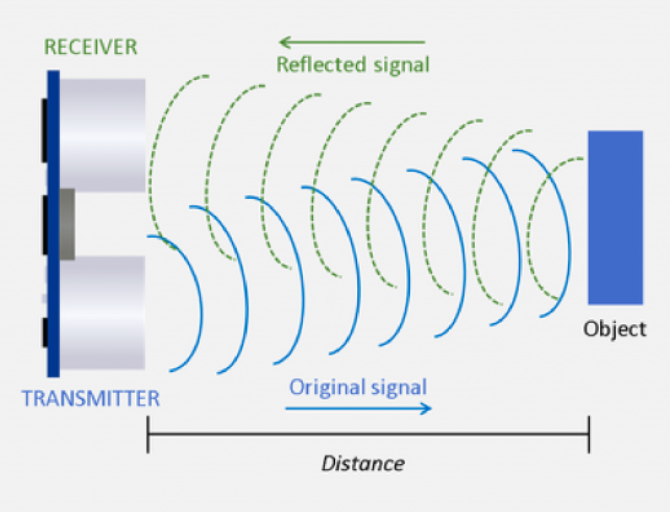 RECEIVER
Reflected signal
Object
TRANSMITTER
Original signal
Distance